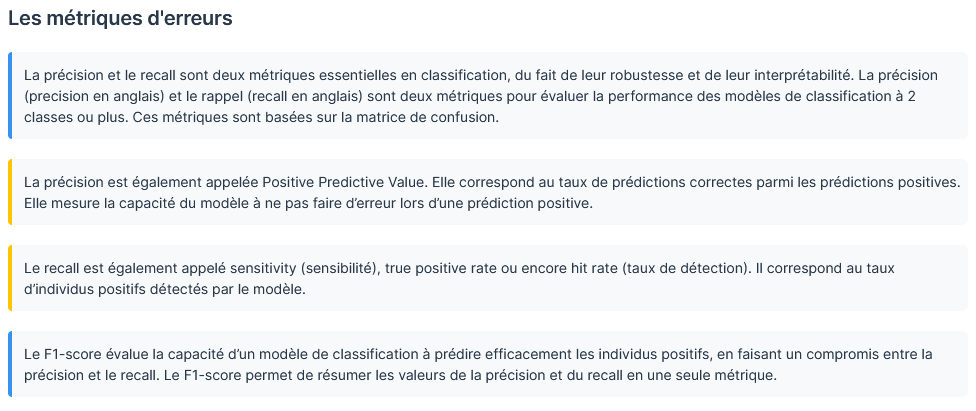 Les métriques d'erreurs
La précision et le recall sont deux métriques essentielles en classification, du fait de leur robustesse et de leur interprétabilité. La précision
(precision en anglais) et le rappel (recall en anglais) sont deux métriques pour évaluer la performance des modèles de classification à 2
classes ou plus. Ces métriques sont basées sur la matrice de confusion.
La précision est également appelée Positive Predictive Value. Elle correspond au taux de prédictions correctes parmi les prédictions positives.
Elle mesure la capacité du modèle à ne pas faire d’erreur lors d’une prédiction positive.
Le recall est également appelé sensitivity (sensibilité), true positive rate ou encore hit rate (taux de détection). Il correspond au taux
d’individus positifs détectés par le modèle.
Le F1-score évalue la capacité d’un modèle de classification à prédire efficacement les individus positifs, en faisant un compromis entre la
précision et le recall. Le F1-score permet de résumer les valeurs de la précision et du recall en une seule métrique.